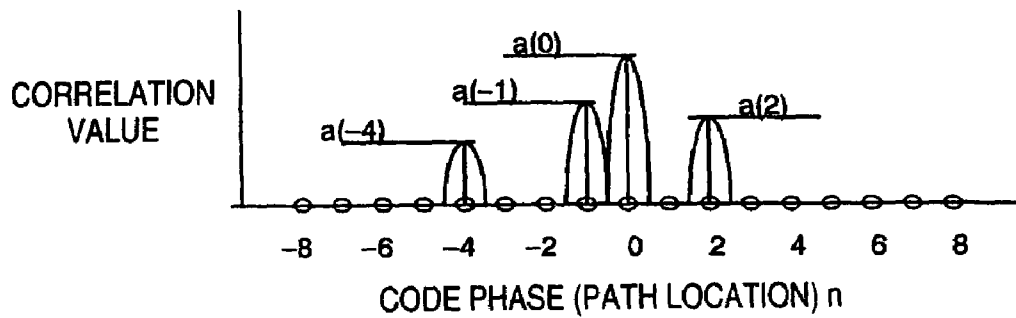 a(0)
CORRELATION
VALUE
a(−1)
a(2)
a(−4)
−8 −6 −4 −2 0 2 4 6 8
CODE PHASE (PATH LOCATION) n